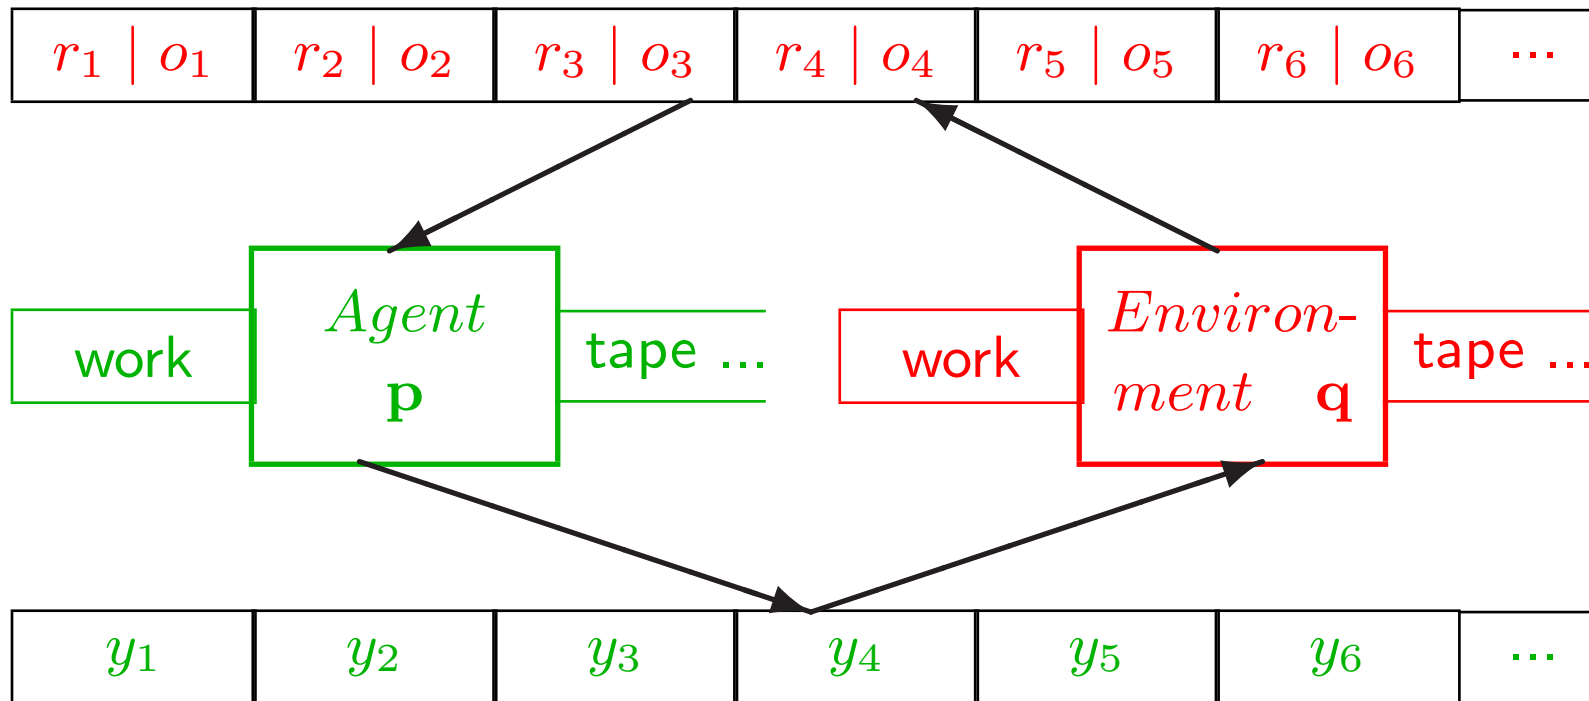 r₁ | o₁ r₂ | o₂ r₃ | o₃ r₄ | o₄ r₅ | o₅ r₆ | o₆ ...
Agent
work
tape ...
p
Environ-
work
tape ...
ment q
y₁ y₂ y₃ y₄ y₅ y₆ ...